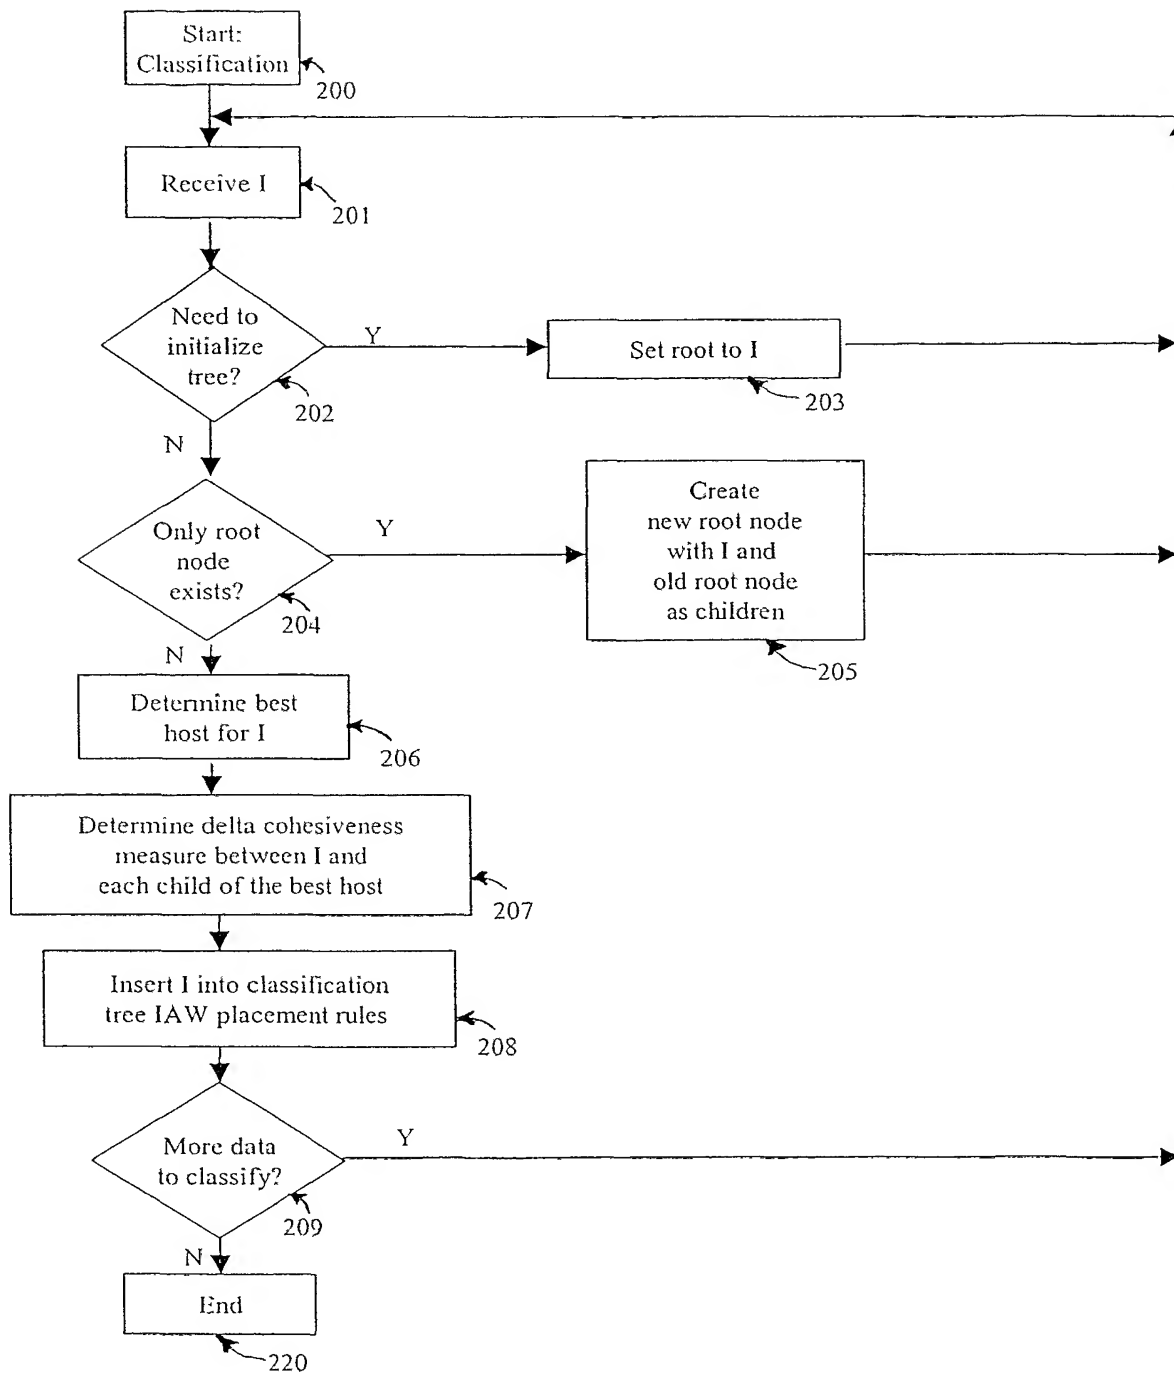 Start:
Classification
200
Receive I
201
Need to
initialize
tree?
202
Y
Set root to I
203
N
Only root
node
exists?
204
Y
Create
new root node
with I and
old root node
as children
205
N
Determine best
host for I
206
Determine delta cohesiveness
measure between I and
each child of the best host
207
Insert I into classification
tree IAW placement rules
208
More data
to classify?
209
Y
N
End
220